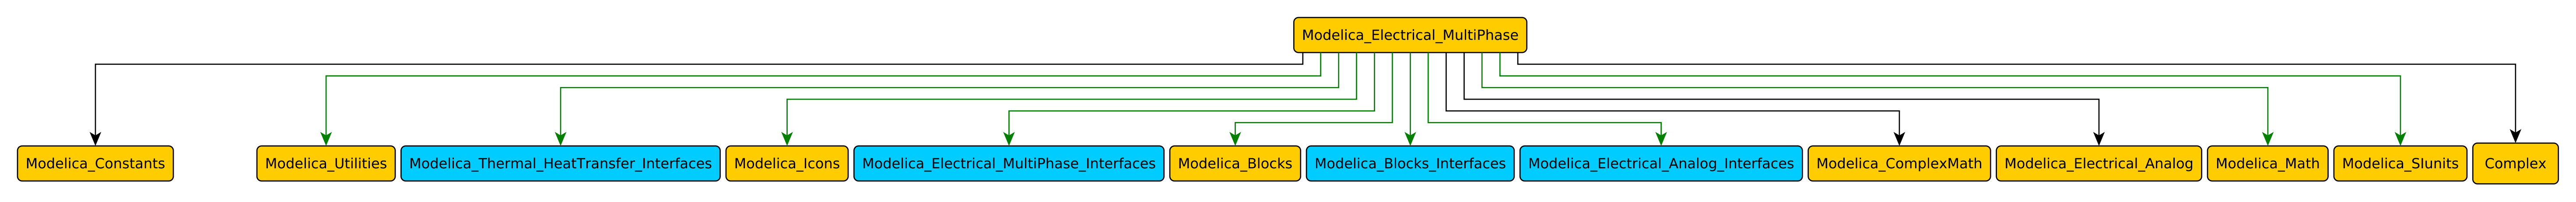 Modelica_Electrical_MultiPhase
Modelica_Constants
Modelica_Utilities
Modelica_Thermal_HeatTransfer_Interfaces
Modelica_Icons
Modelica_Electrical_MultiPhase_Interfaces
Modelica_Blocks
Modelica_Blocks_Interfaces
Modelica_Electrical_Analog_Interfaces
Modelica_ComplexMath
Modelica_Electrical_Analog
Modelica_Math
Modelica_SIunits
Complex